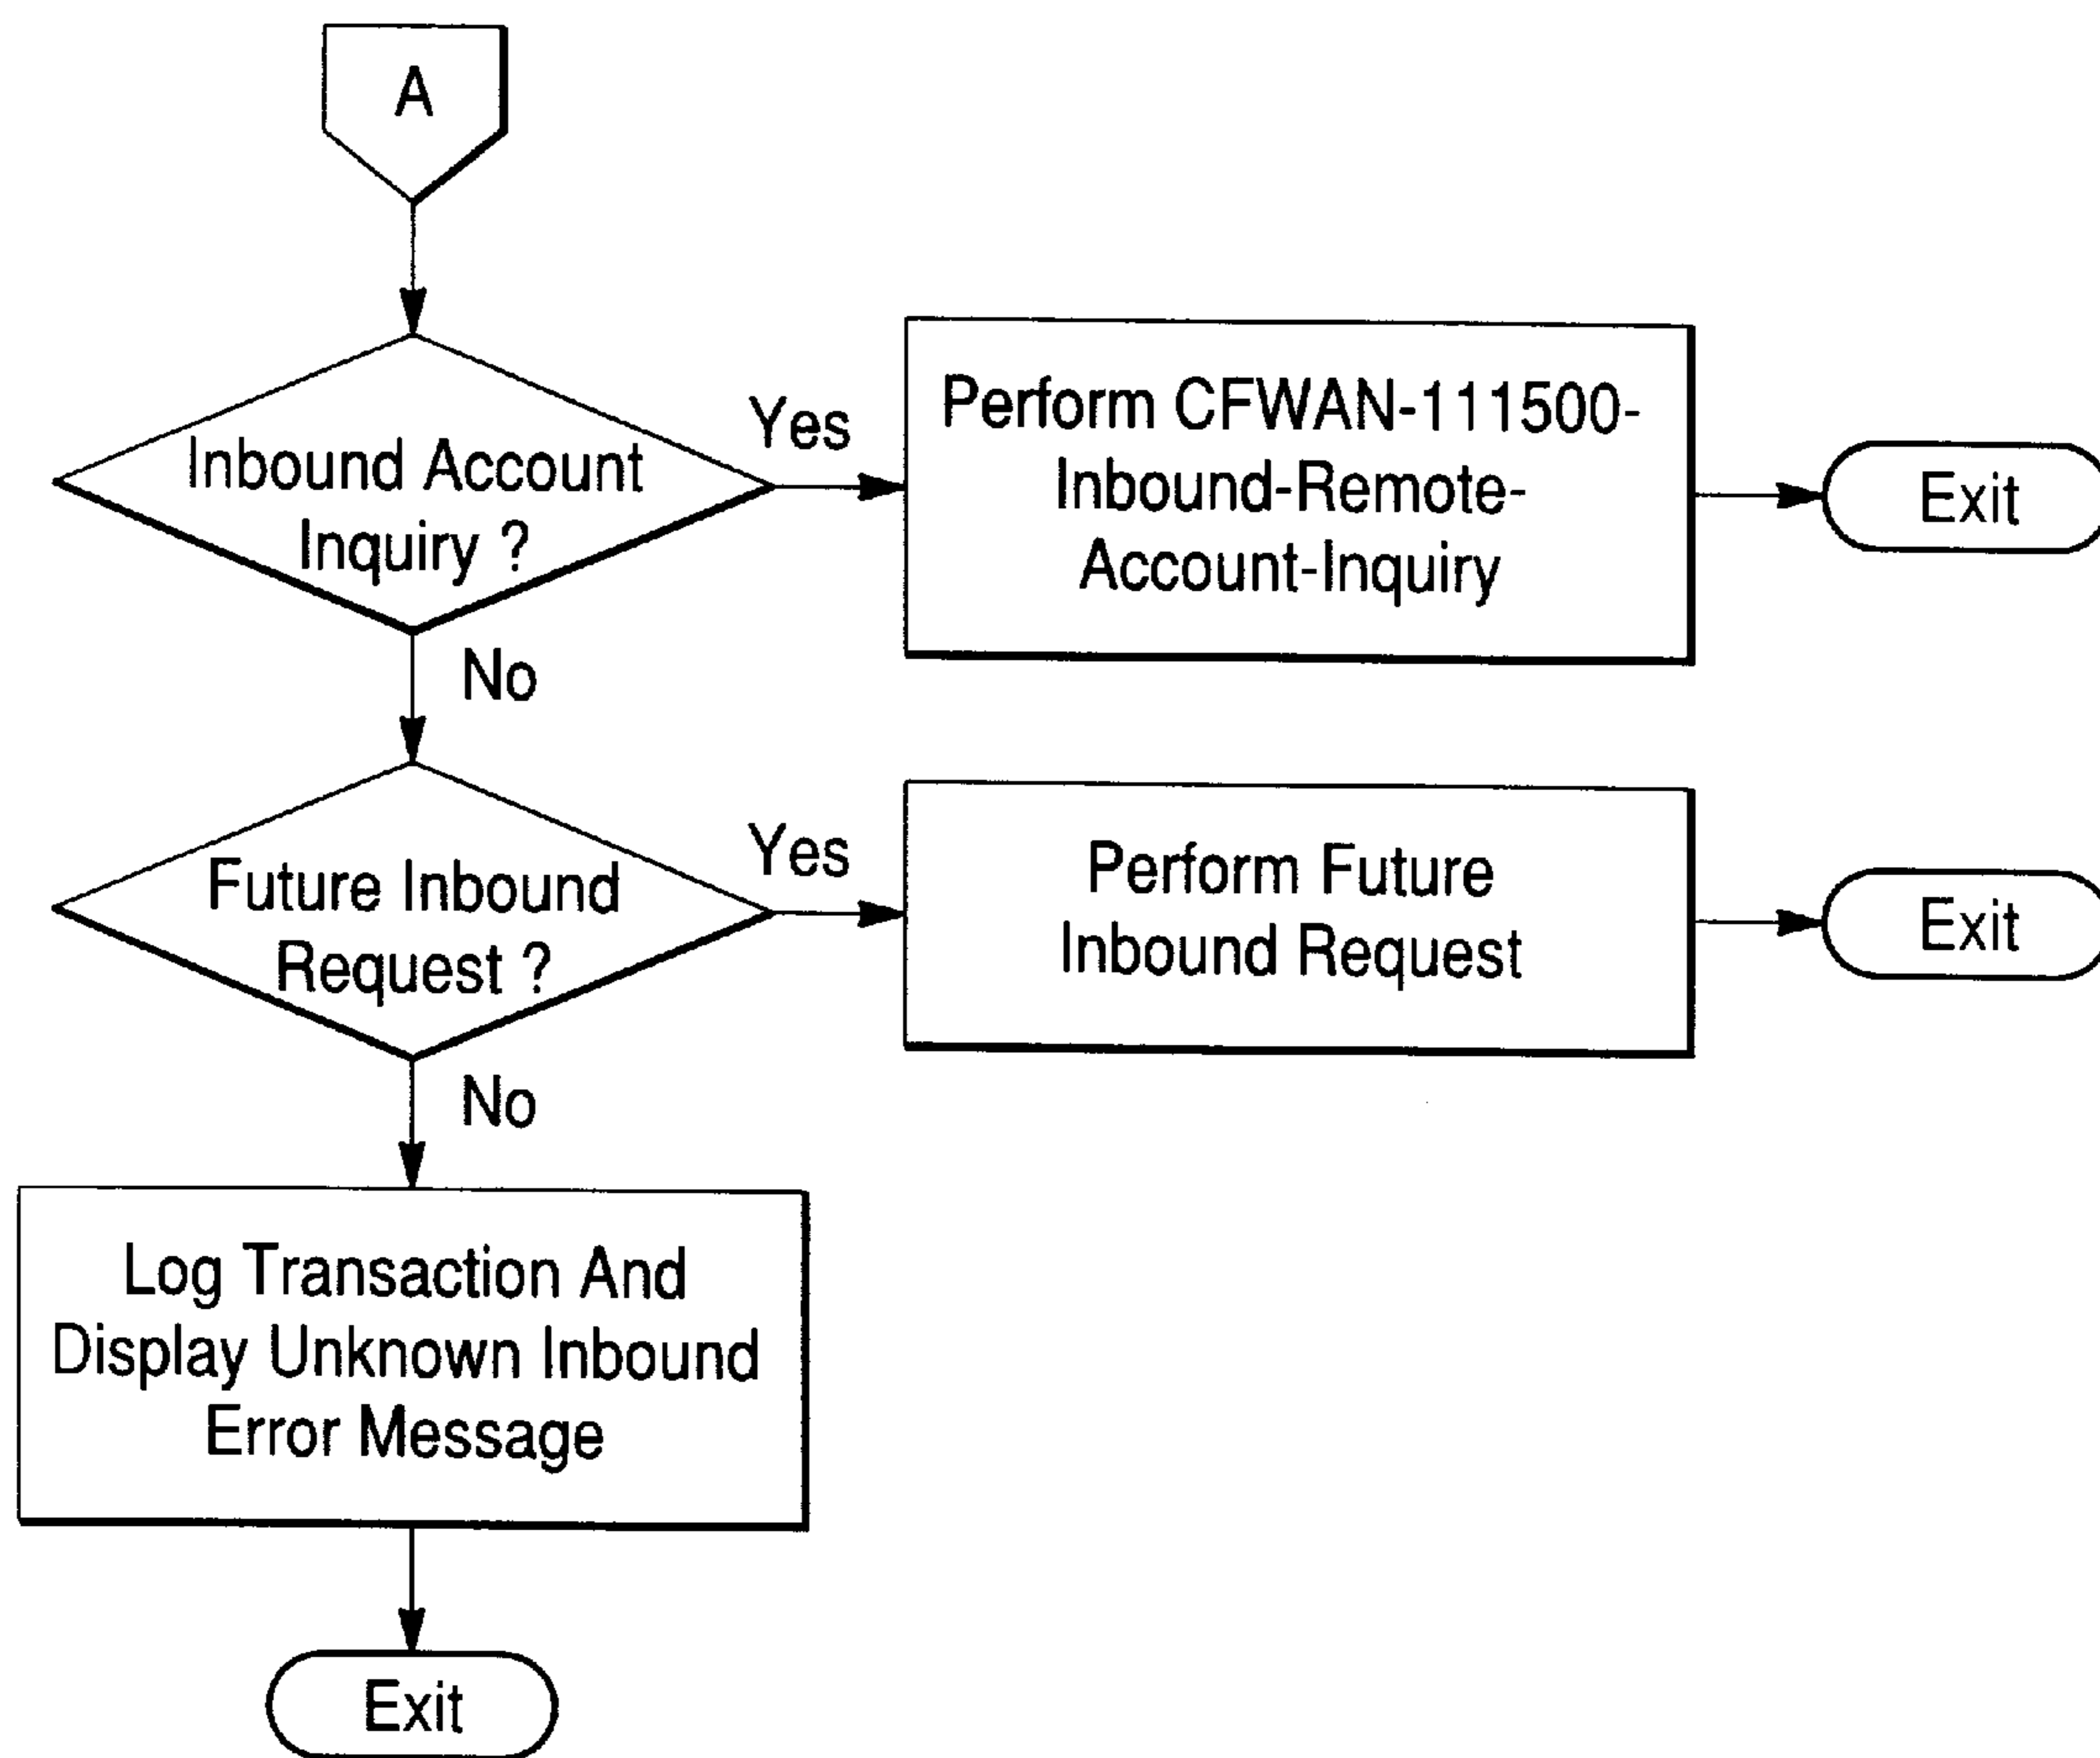 A
Inbound Account
Inquiry ?
Yes
Perform CFWAN-111500-
Inbound-Remote-
Account-Inquiry
Exit
No
Future Inbound
Request ?
Yes
Perform Future
Inbound Request
Exit
No
Log Transaction And
Display Unknown Inbound
Error Message
Exit